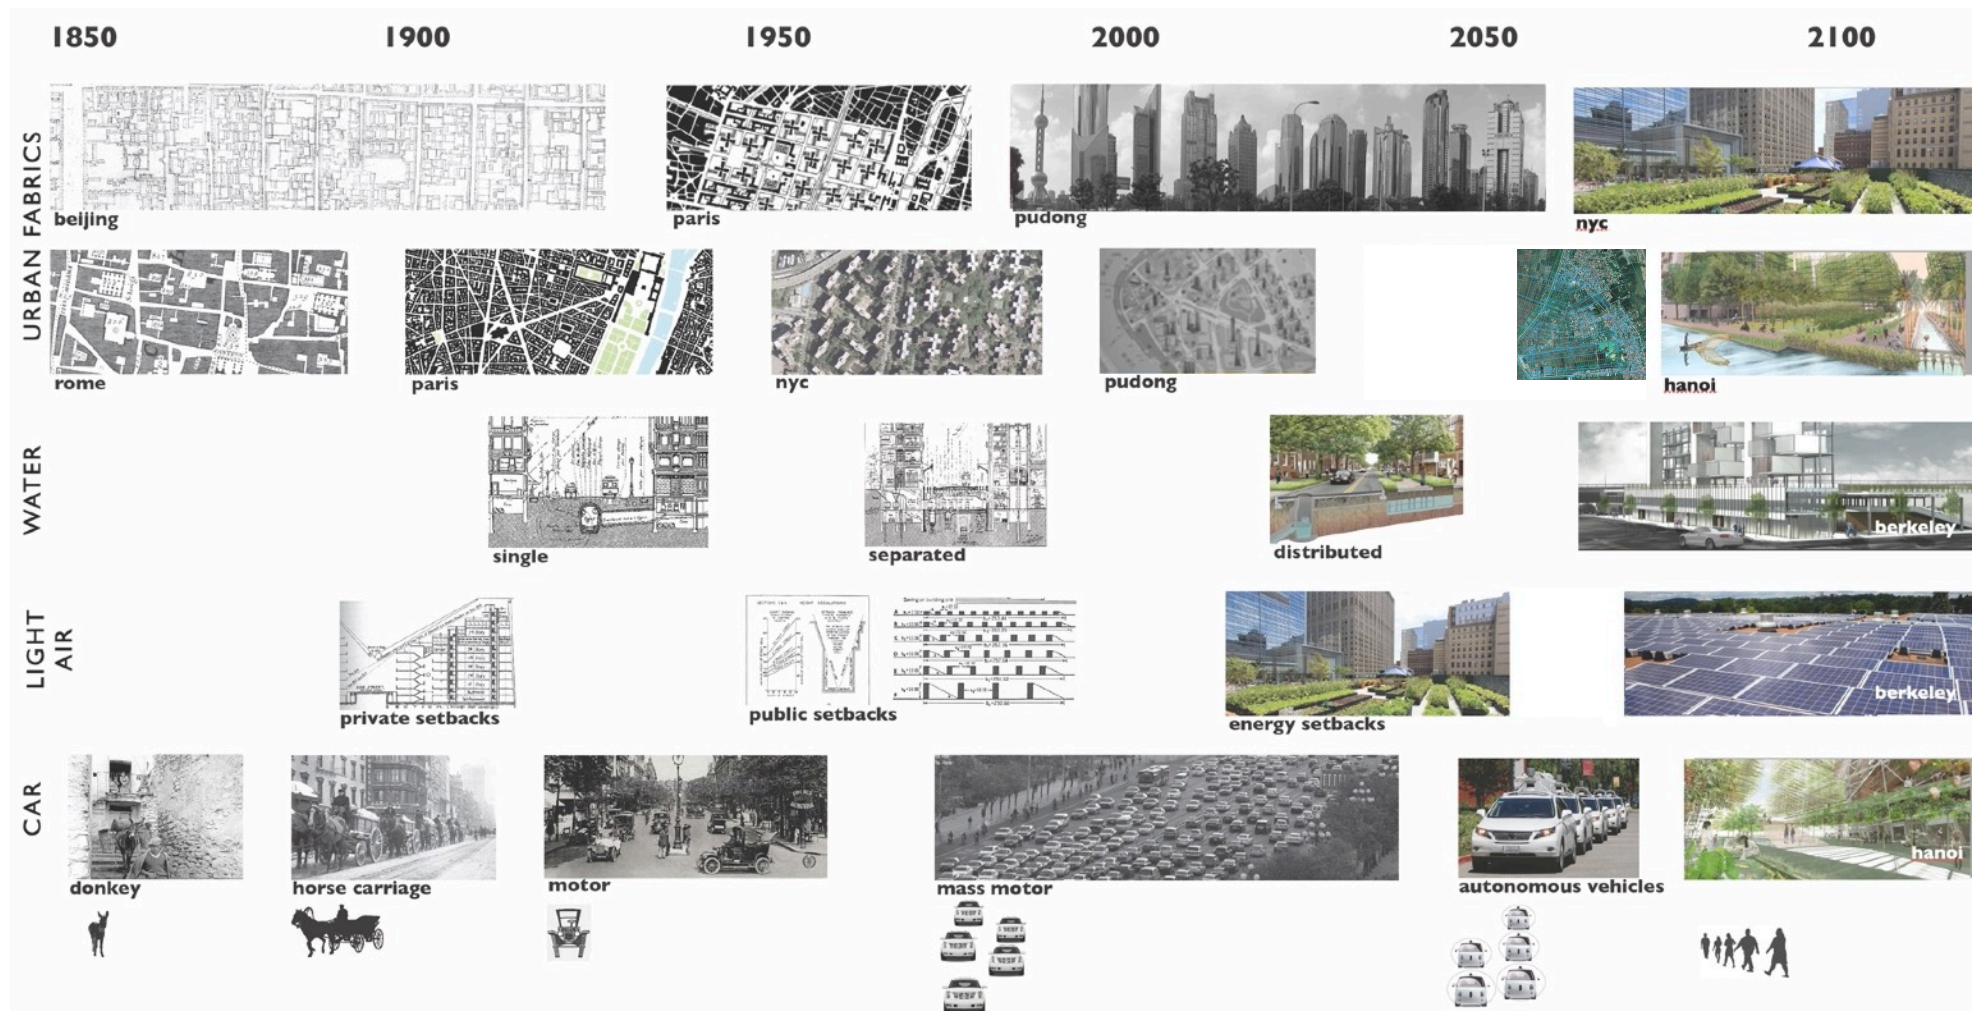 1850 1900 1950 2000 2050 2100
URBAN FABRICS
beijing
paris
pudong
nyc
rome
paris
nyc
pudong
hanoi
WATER
single
separated
distributed
berkeley
LIGHT
AIR
private setbacks
public setbacks
energy setbacks
berkeley
CAR
donkey
horse carriage
motor
mass motor
autonomous vehicles
hanoi